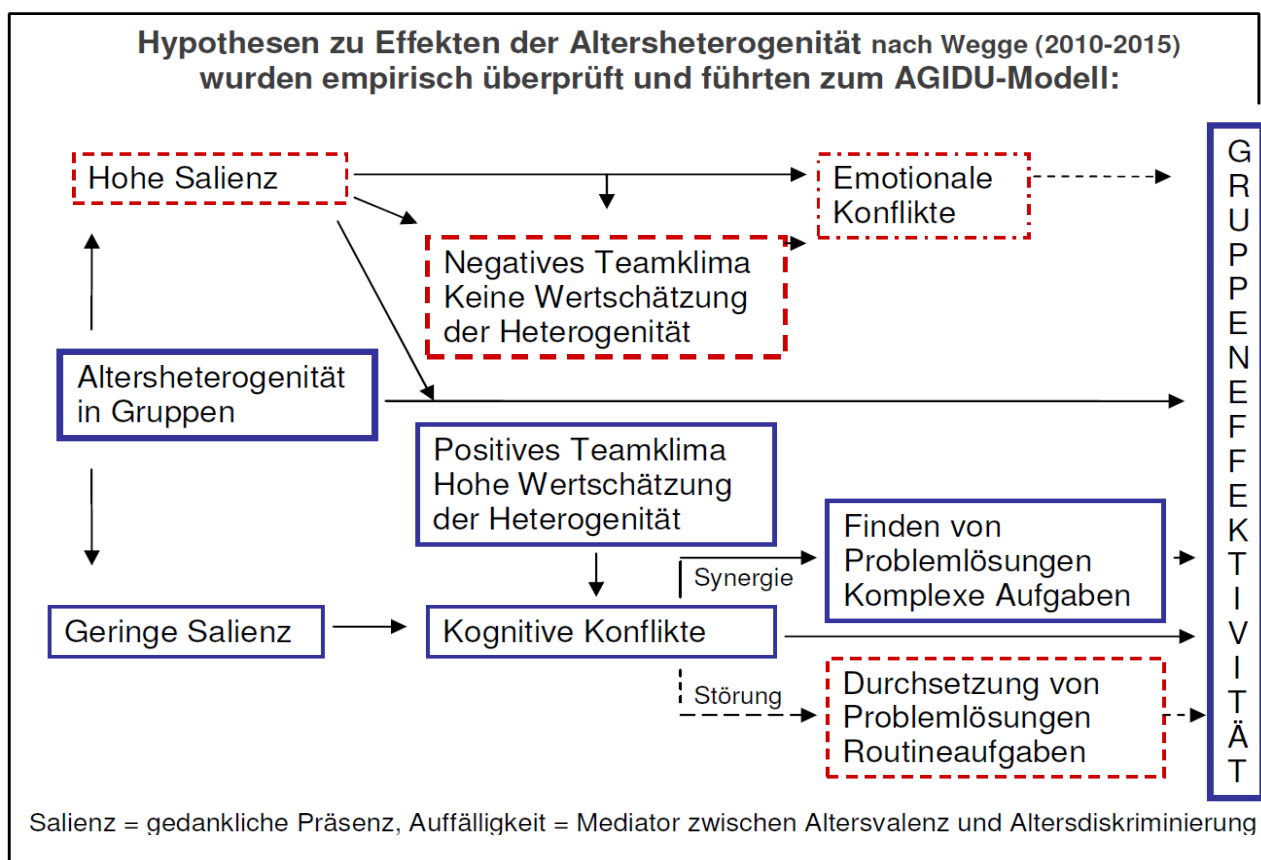 Hypothesen zu Effekten der Altersheterogenität nach Wegge (2010-2015)
wurden empirisch überprüft und führten zum AGIDU-Modell:
Hohe Salienz
Emotionale
Konflikte
Negatives Teamklima
Keine Wertschätzung
der Heterogenität
Altersheterogenität
in Gruppen
Positives Teamklima
Hohe Wertschätzung
der Heterogenität
Synergie
Finden von
Problemlösungen
Komplexe Aufgaben
Geringe Salienz
Kognitive Konflikte
Störung
Durchsetzung von
Problemlösungen
Routineaufgaben
GRUPPENEFFEKTIVITÄT
Salienz = gedankliche Präsenz, Auffälligkeit = Mediator zwischen Altersvalenz und Altersdiskriminierung